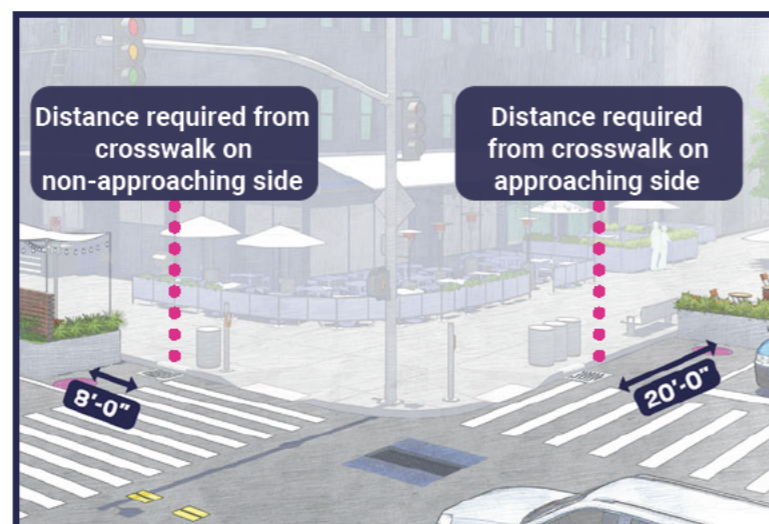 Distance required from
crosswalk on
non-approaching side
Distance required
from crosswalk on
approaching side
8'-0"
20'-0"